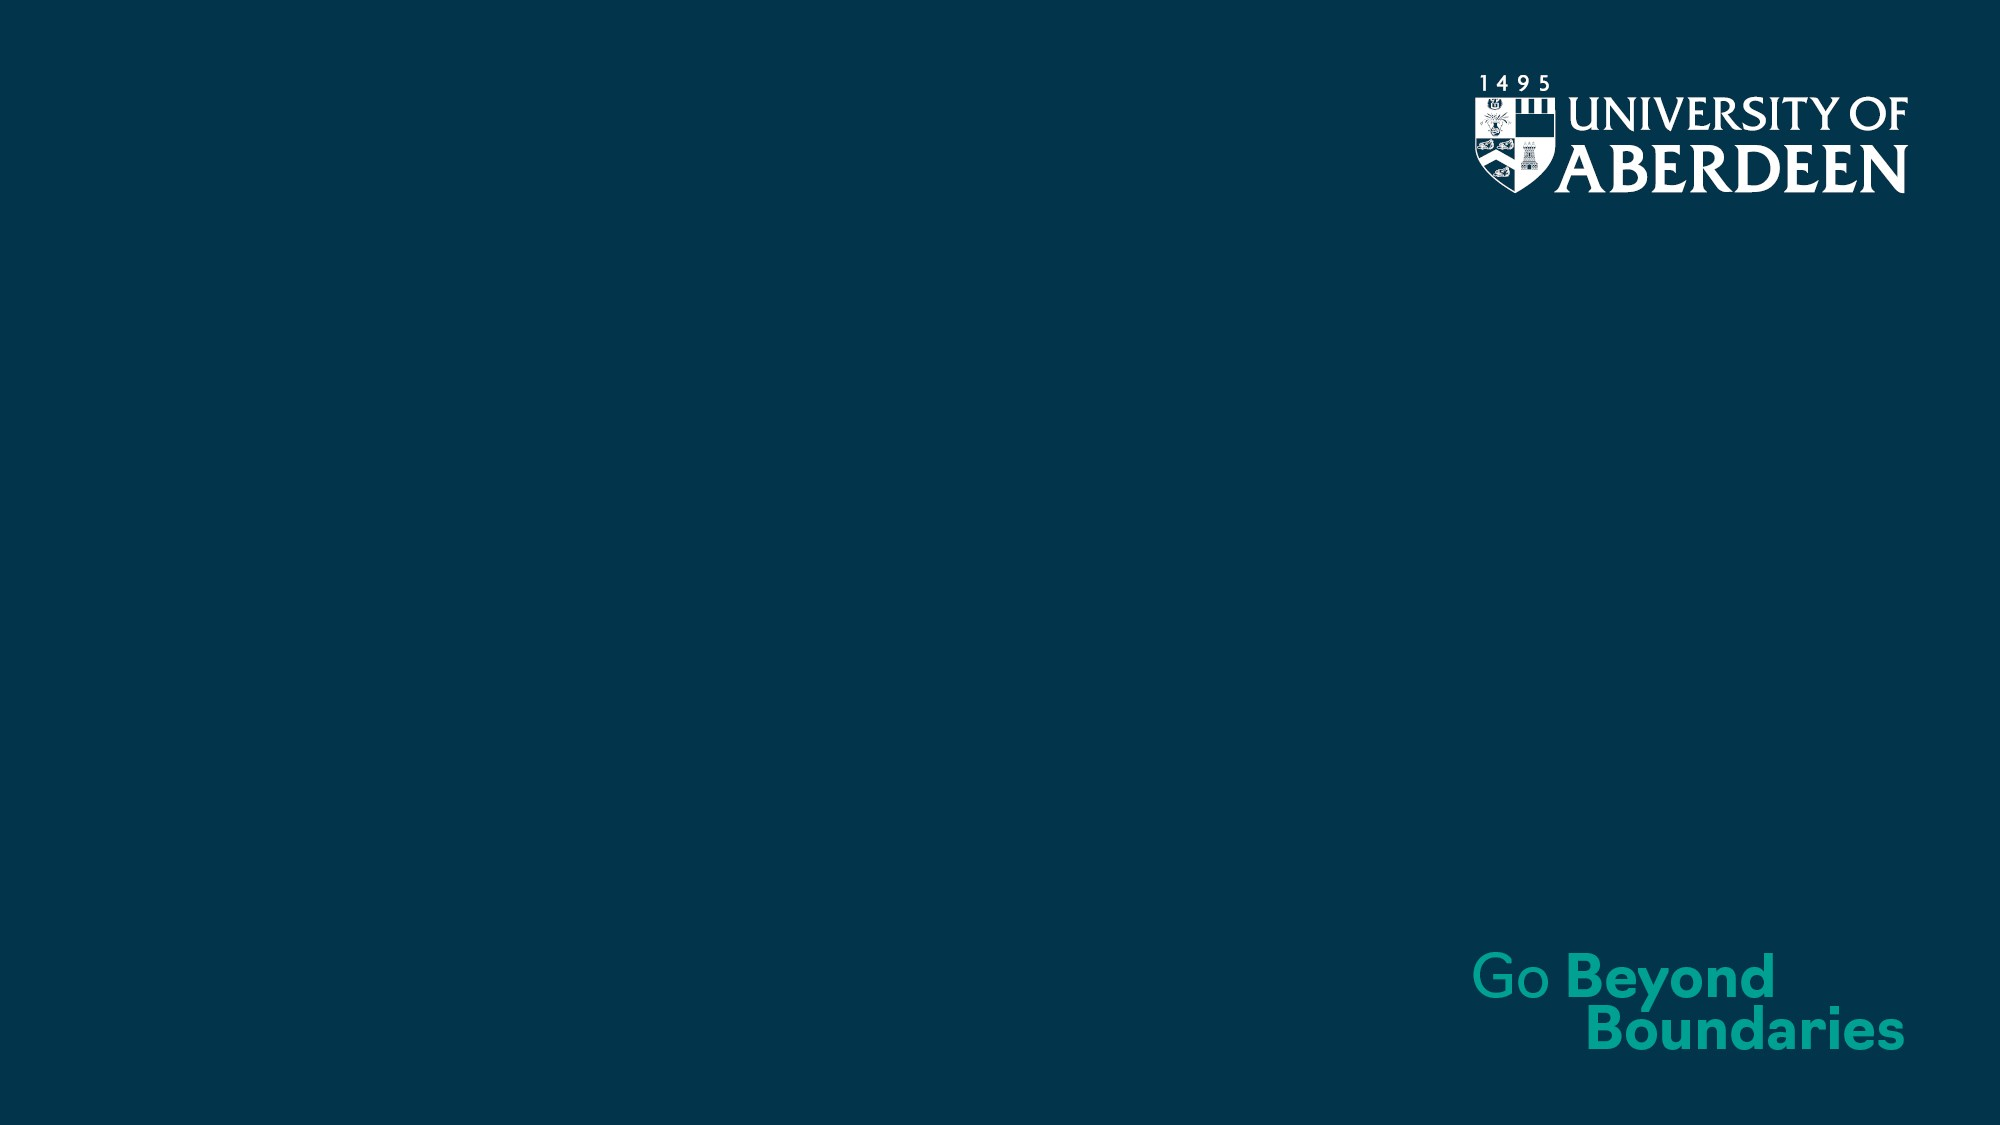 1495
UNIVERSITY OF
ABERDEEN
Go Beyond
Boundaries